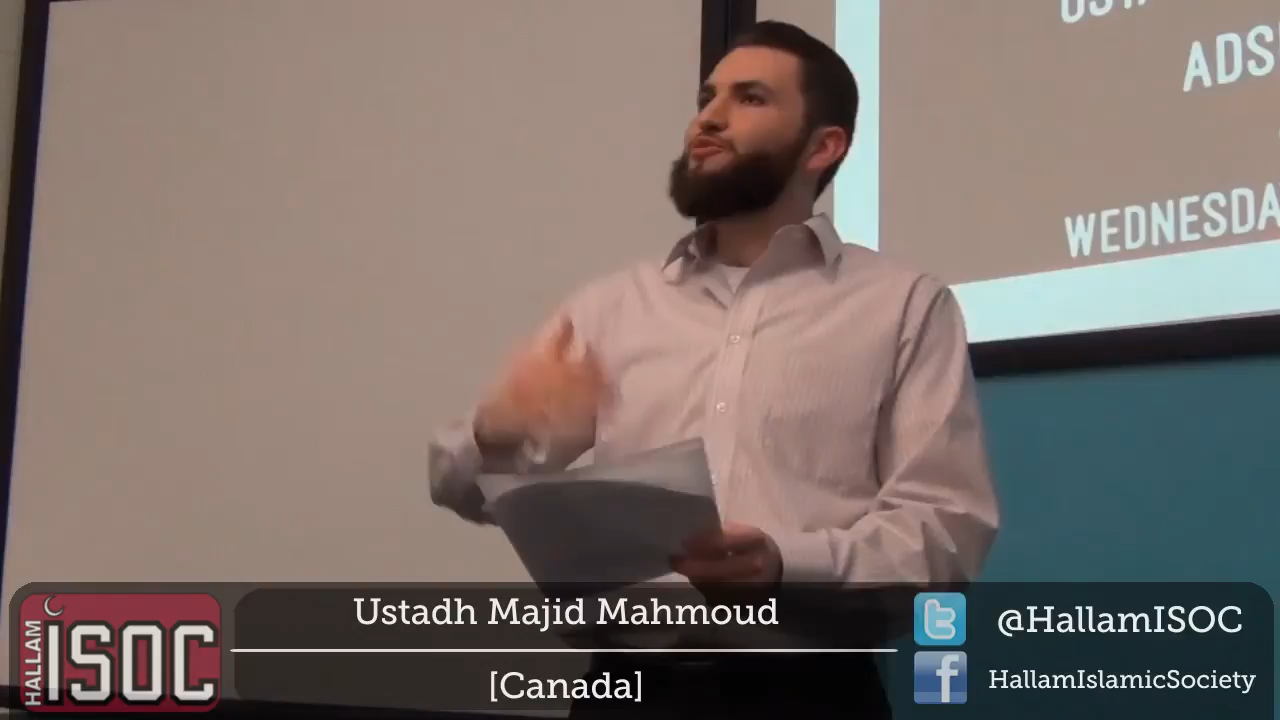 ADS
WEDNESDA
HALLAM
ISOC
Ustadh Majid Mahmoud
[Canada]
@HallamISOC
HallamIslamicSociety